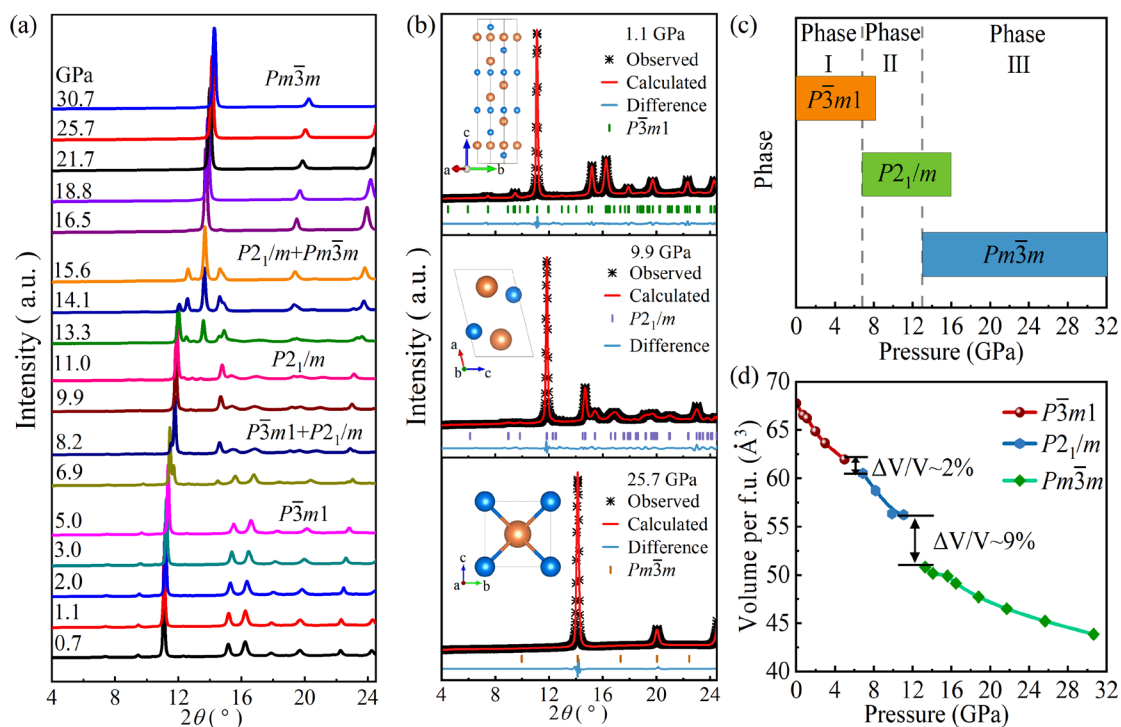 (a)
GPa
Pm3̅m
30.7
25.7
21.7
18.8
16.5
P2₁/m+Pm3̅m
15.6
14.1
13.3
11.0
P2₁/m
9.9
P3̅m1+P2₁/m
8.2
6.9
5.0
P3̅m1
3.0
2.0
1.1
0.7
Intensity ( a.u. )
4 8 12 16 20 24
2θ ( ° )
(b)
1.1 GPa
Observed
Calculated
Difference
P3̅m1
c
a
b
9.9 GPa
Observed
Calculated
P2₁/m
Difference
a
b
c
25.7 GPa
Observed
Calculated
Difference
Pm3̅m
c
a
b
Intensity ( a.u. )
4 8 12 16 20 24
2θ ( ° )
(c)
Phase I
Phase II
Phase III
P3̅m1
P2₁/m
Pm3̅m
Phase
0 4 8 12 16 20 24 28 32
Pressure (GPa)
(d)
70
65
60
55
50
45
40
Volume per f.u. (Å³)
P3̅m1
P2₁/m
Pm3̅m
ΔV/V~2%
ΔV/V~9%
0 4 8 12 16 20 24 28 32
Pressure (GPa)